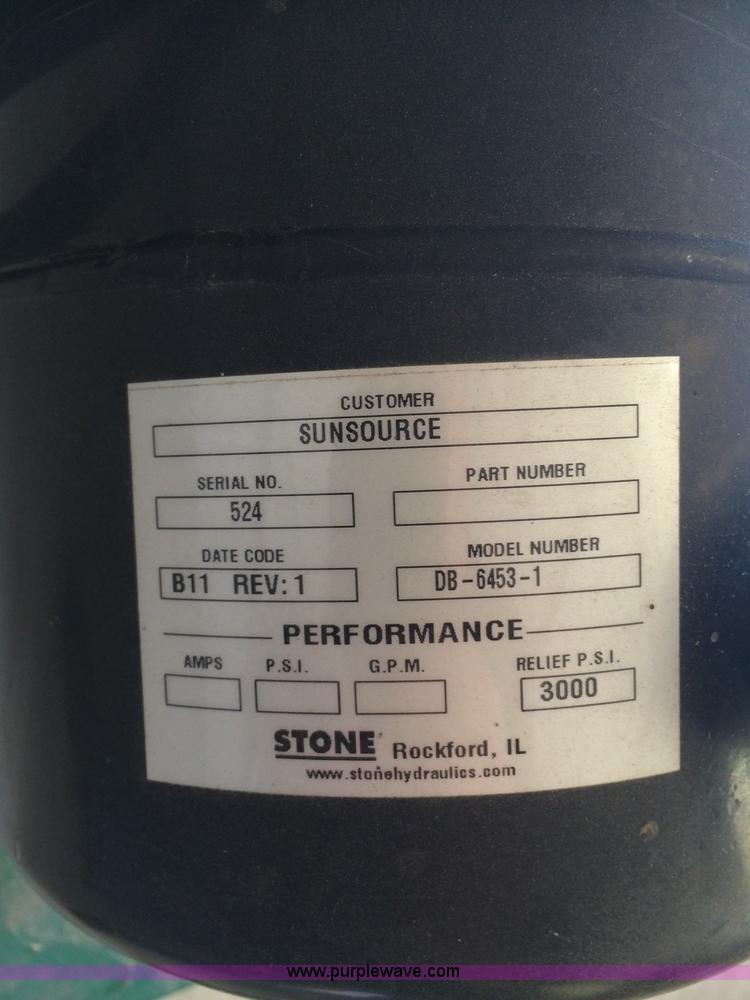 CUSTOMER
SUNSOURCE
SERIAL NO. PART NUMBER
524
DATE CODE MODEL NUMBER
B11 REV: 1 DB-6453-1
PERFORMANCE
AMPS P.S.I. G.P.M. RELIEF P.S.I.
3000
STONE Rockford, IL
www.stonehydraulics.com
www.purplewave.com